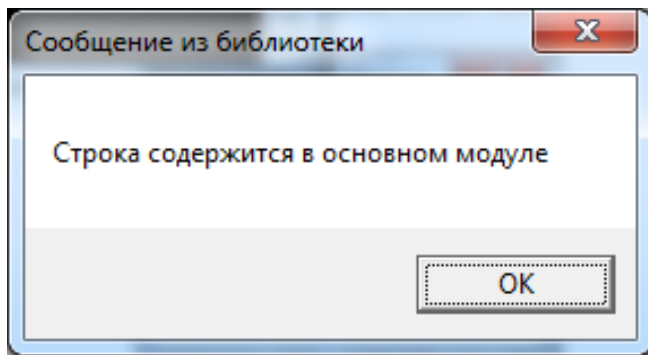 Сообщение из библиотеки
Строка содержится в основном модуле
OK